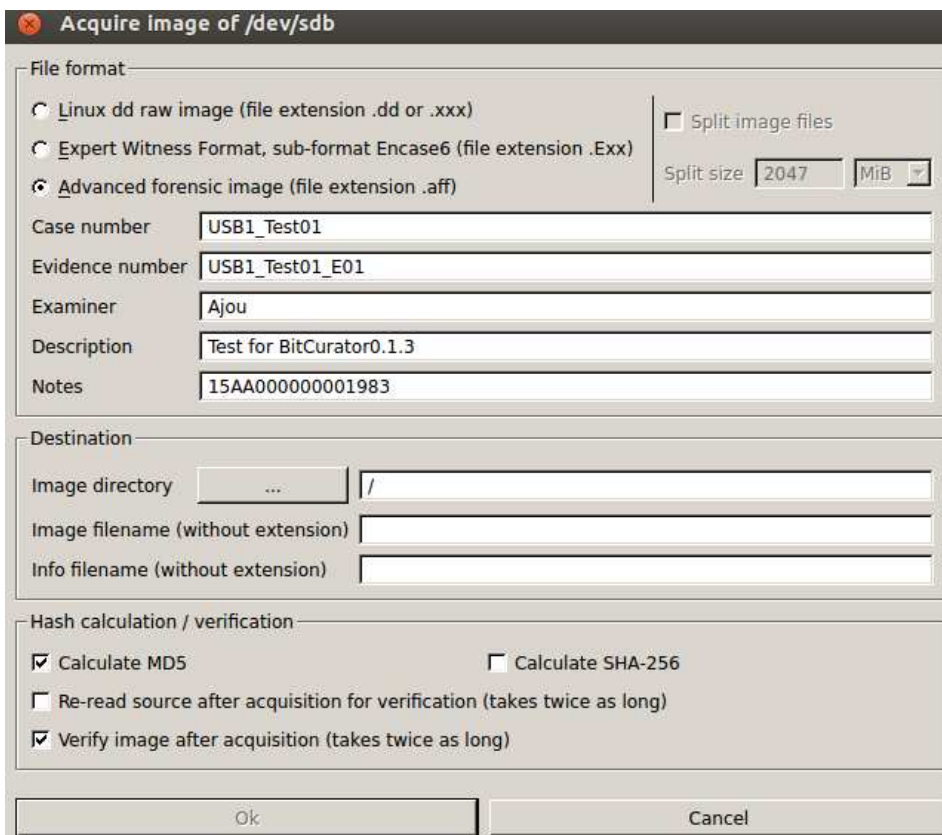 Acquire image of /dev/sdb
File format
Linux dd raw image (file extension .dd or .xxx)
Expert Witness Format, sub-format Encase6 (file extension .Exx)
Advanced forensic image (file extension .aff)
Split image files
Split size 2047 MiB
Case number USB1_Test01
Evidence number USB1_Test01_E01
Examiner Ajou
Description Test for BitCurator0.1.3
Notes 15AA000000001983
Destination
Image directory ... /
Image filename (without extension)
Info filename (without extension)
Hash calculation / verification
Calculate MD5 Calculate SHA-256
Re-read source after acquisition for verification (takes twice as long)
Verify image after acquisition (takes twice as long)
Ok Cancel